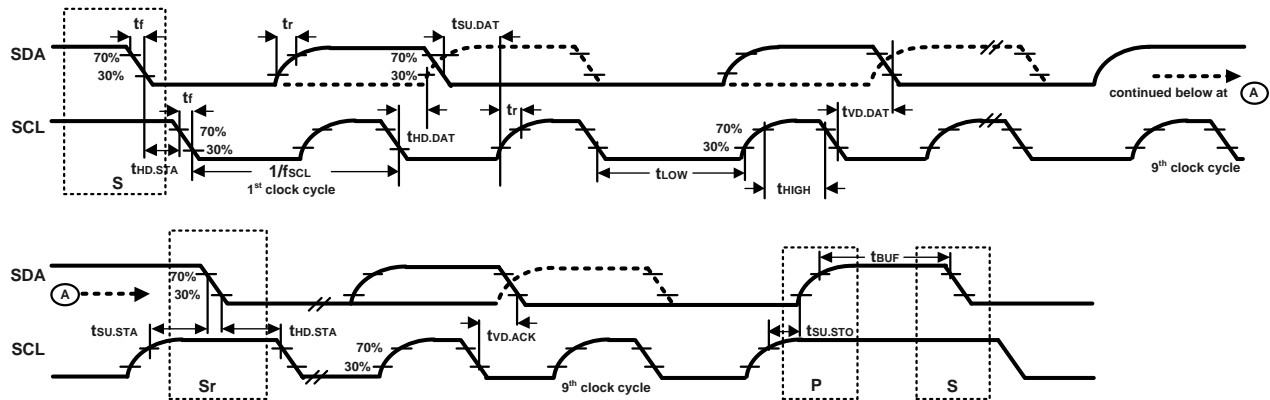 tf
tr
tSU.DAT
SDA
70%
30%
70%
30%
continued below at A
tf
tHD.DAT
tr
tVD.DAT
SCL
70%
30%
70%
30%
tHD.STA
1/fSCL
1st clock cycle
tLOW
tHIGH
9th clock cycle
S
tBUF
SDA
70%
30%
A
tSU.STA
tHD.STA
tVD.ACK
tSU.STO
SCL
70%
30%
9th clock cycle
Sr
P
S